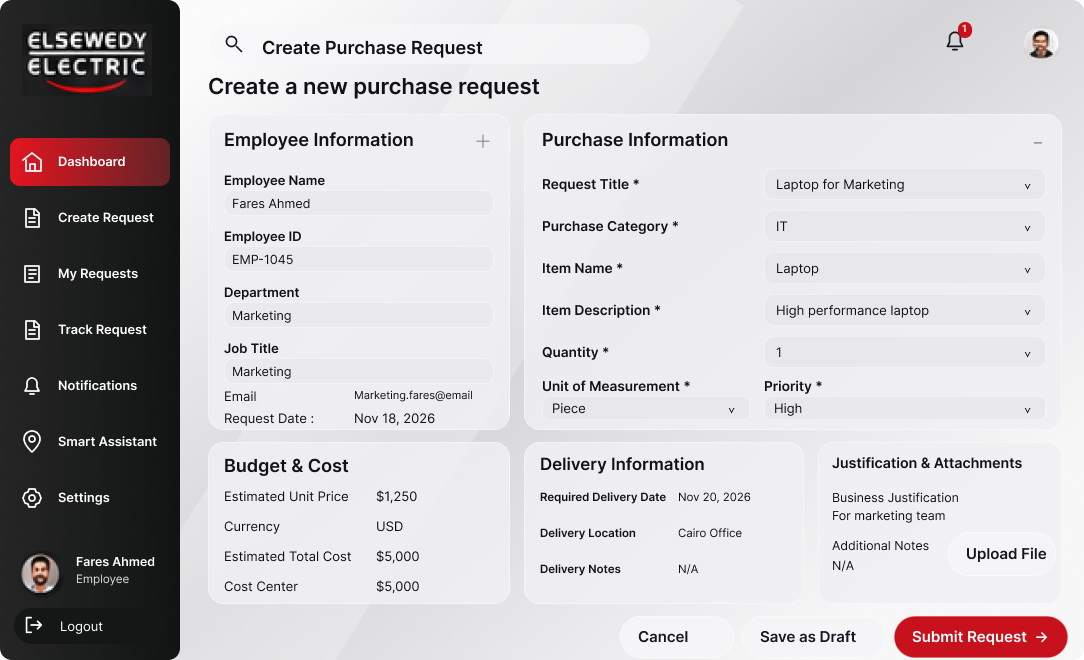 ELSEWEDY
ELECTRIC
Dashboard
Create Request
My Requests
Track Request
Notifications
Smart Assistant
Settings
Fares Ahmed
Employee
Logout
Create Purchase Request
1
Create a new purchase request
Employee Information
Employee Name
Fares Ahmed
Employee ID
EMP-1045
Department
Marketing
Job Title
Marketing
Email Marketing.fares@email
Request Date : Nov 18, 2026
Purchase Information
Request Title * Laptop for Marketing
Purchase Category * IT
Item Name * Laptop
Item Description * High performance laptop
Quantity * 1
Unit of Measurement * Priority *
Piece High
Budget & Cost
Estimated Unit Price $1,250
Currency USD
Estimated Total Cost $5,000
Cost Center $5,000
Delivery Information
Required Delivery Date Nov 20, 2026
Delivery Location Cairo Office
Delivery Notes N/A
Justification & Attachments
Business Justification
For marketing team
Additional Notes
N/A
Upload File
Cancel Save as Draft Submit Request →